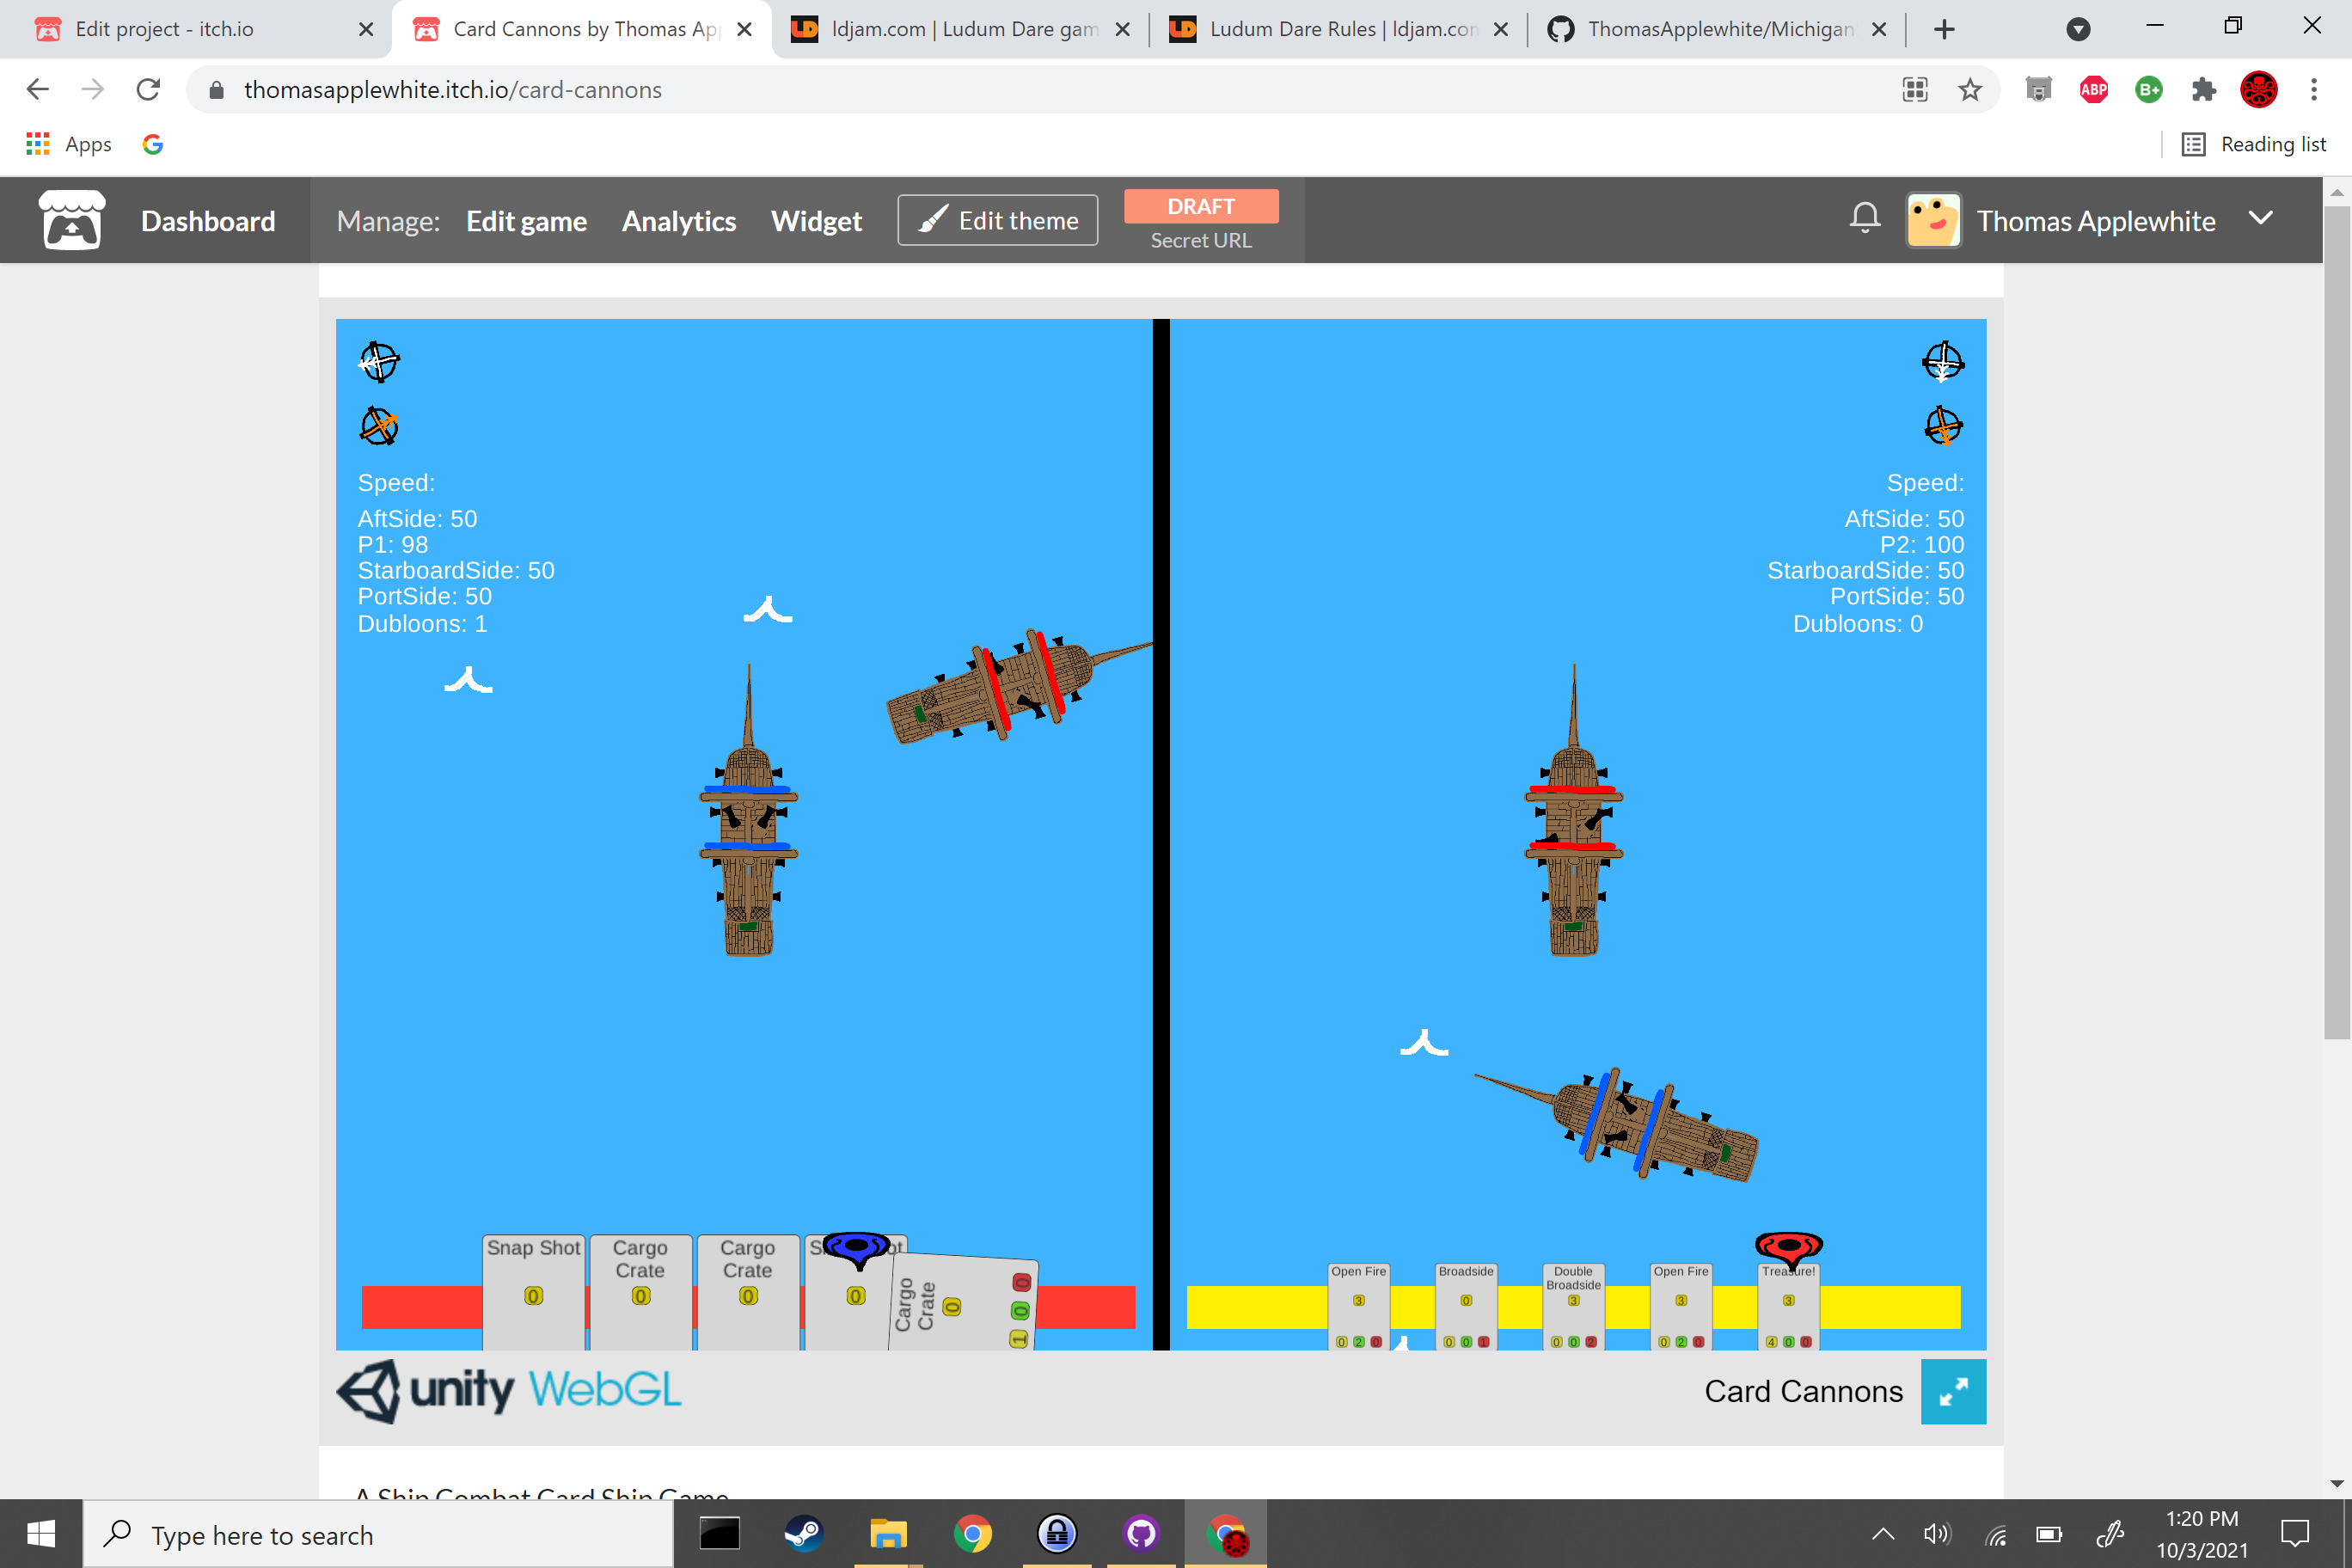 Edit project - itch.io
Card Cannons by Thomas Ap
ldjam.com | Ludum Dare gam
Ludum Dare Rules | ldjam.com
ThomasApplewhite/Michigan
thomasapplewhite.itch.io/card-cannons
ABP
B+
Apps
Reading list
Dashboard
Manage:
Edit game
Analytics
Widget
Edit theme
DRAFT
Secret URL
Thomas Applewhite
Speed:
AftSide: 50
P1: 98
StarboardSide: 50
PortSide: 50
Dubloons: 1
Speed:
AftSide: 50
P2: 100
StarboardSide: 50
PortSide: 50
Dubloons: 0
Snap Shot
0
Cargo
Crate
0
Cargo
Crate
0
0
Cargo
Crate
0
0
0
1
Open Fire
3
0 2 0
Broadside
0
0 0 1
Double
Broadside
3
0 0 2
Open Fire
3
0 2 0
Treasure!
3
4 0 0
unity WebGL
Card Cannons
A Ship Combat Card Ship Game
Type here to search
1:20 PM
10/3/2021